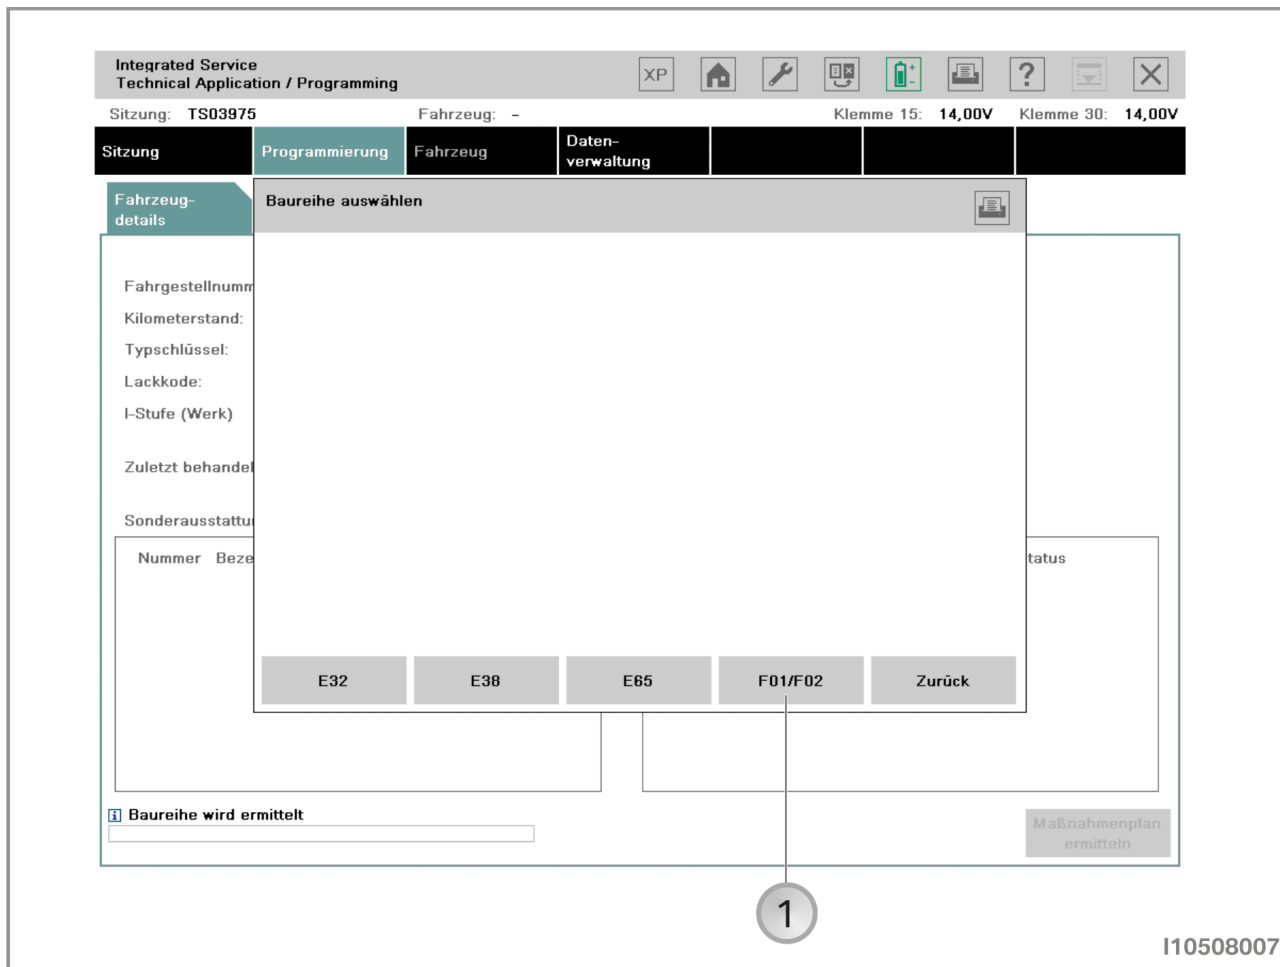 Integrated Service
Technical Application / Programming
XP
Sitzung: TS03975 Fahrzeug: - Klemme 15: 14,00V Klemme 30: 14,00V
Sitzung Programmierung Fahrzeug Daten-
verwaltung
Fahrzeug-
details
Baureihe auswählen
Fahrgestellnumm
Kilometerstand:
Typschlüssel:
Lackkode:
I-Stufe (Werk)
Zuletzt behandel
Sonderausstattu
Nummer Beze tatus
E32 E38 E65 F01/F02 Zurück
i Baureihe wird ermittelt
Maßnahmenplan
ermitteln
1
I10508007